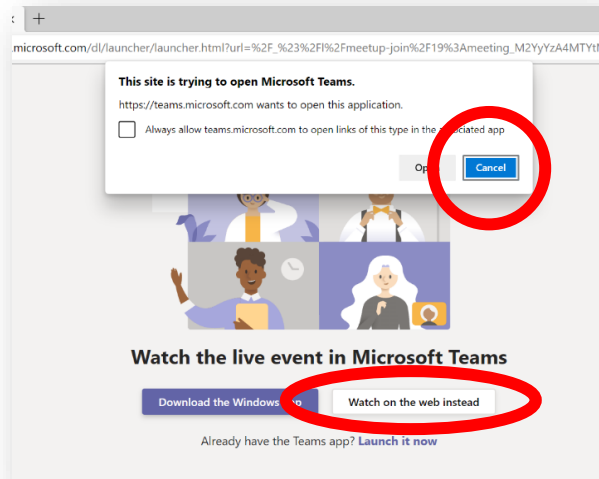 .microsoft.com/dl/launcher/launcher.html?url=%2F_%23%2Fl%2Fmeetup-join%2F19%3Ameeting_M2YyYzA4MTYt
This site is trying to open Microsoft Teams.
https://teams.microsoft.com wants to open this application.
Always allow teams.microsoft.com to open links of this type in the associated app
Cancel
Watch the live event in Microsoft Teams
Download the Windows
Watch on the web instead
Already have the Teams app? Launch it now